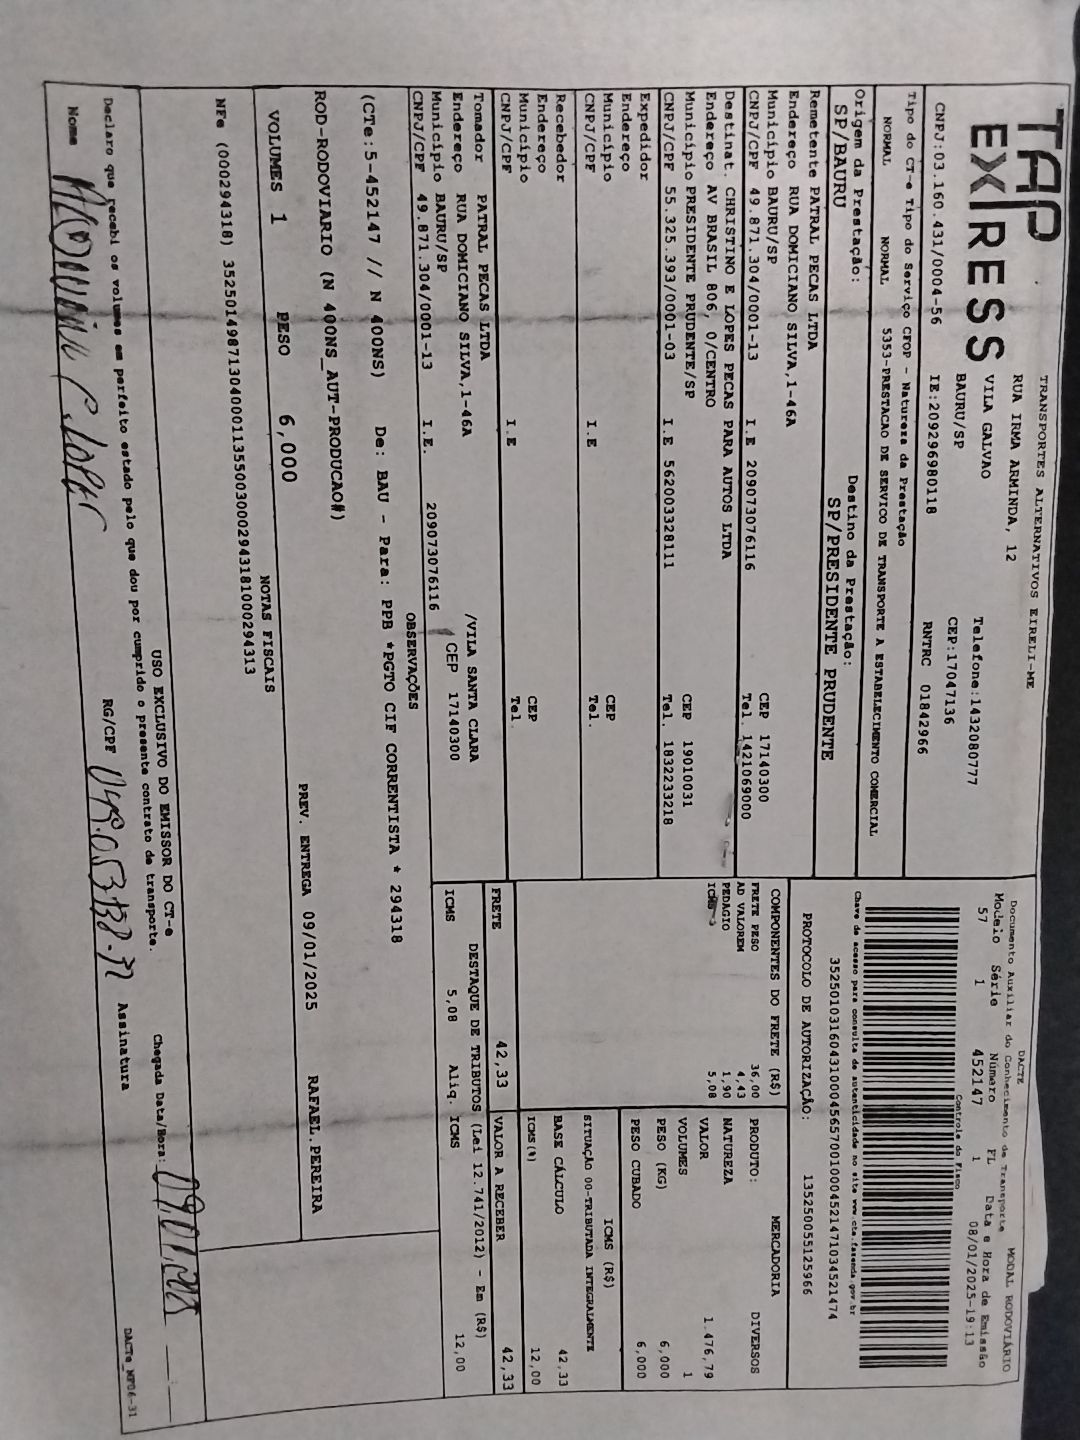 TAP
EXPRESS
TRANSPORTES ALTERNATIVOS EIRELI-ME
RUA IRMA ARMINDA, 12
VILA GALVAO Telefone:1432080777
BAURU/SP CEP:17047136
CNPJ:03.160.431/0004-56 IE:209296980118 RNTRC 01842966
Tipo do CT-e Tipo do Serviço CFOP - Natureza da Prestação
NORMAL NORMAL 5353-PRESTACAO DE SERVICO DE TRANSPORTE A ESTABELECIMENTO COMERCIAL
Origem da Prestação: Destino da Prestação:
SP/BAURU SP/PRESIDENTE PRUDENTE
Remetente PATRAL PECAS LTDA
Endereço RUA DOMICIANO SILVA,1-46A
Município BAURU/SP CEP 17140300
CNPJ/CPF 49.871.304/0001-13 I.E 209073076116 Tel. 1421069000
Destinat. CHRISTINO E LOPES PECAS PARA AUTOS LTDA
Endereço AV BRASIL 806, 0/CENTRO
Município PRESIDENTE PRUDENTE/SP CEP 19010031
CNPJ/CPF 55.325.393/0001-03 I.E 562003328111 Tel. 1832233218
Expedidor
Endereço
Município CEP
CNPJ/CPF I.E Tel.
Recebedor
Endereço
Município CEP
CNPJ/CPF I.E Tel.
Tomador PATRAL PECAS LTDA
Endereço RUA DOMICIANO SILVA,1-46A /VILA SANTA CLARA
Município BAURU/SP CEP 17140300
CNPJ/CPF 49.871.304/0001-13 I.E. 209073076116
DACTE MODAL RODOVIÁRIO
Documento Auxiliar do Conhecimento de Transporte
Modelo Série Número FL Data e Hora de Emissão
57 1 452147 1 08/01/2025-19:13
Controle do Fisco
Chave de acesso para consulta de autenticidade no site www.cte.fazenda.gov.br
35250103160431000456570010004521471034521474
PROTOCOLO DE AUTORIZAÇÃO: 135250055125966
COMPONENTES DO FRETE (R$)
FRETE PESO 36,00
AD VALOREM 4,43
PEDAGIO 1,90
ICMS 5,08
MERCADORIA
PRODUTO: DIVERSOS
NATUREZA
VALOR 1.476,79
VOLUMES 1
PESO (KG) 6,000
PESO CUBADO 6,000
ICMS (R$)
SITUAÇÃO 00-TRIBUTADA INTEGRALMENTE
BASE CÁLCULO 42,33
ICMS(%) 12,00
FRETE 42,33 VALOR A RECEBER 42,33
DESTAQUE DE TRIBUTOS (Lei 12.741/2012) - Em (R$)
ICMS 5,08 Aliq. ICMS 12,00
OBSERVAÇÕES
(CTe:5-452147 // N 400NS) De: BAU - Para: PPB *PGTO CIF CORRENTISTA * 294318
ROD-RODOVIARIO (N 400NS_AUT-PRODUCAO#)
PREV. ENTREGA 09/01/2025 RAFAEL.PEREIRA
VOLUMES 1 PESO 6,000
NOTAS FISCAIS
NFe (000294318) 35250149871304000113550030002943181000294313
USO EXCLUSIVO DO EMISSOR DO CT-e
Declaro que recebi os volumes em perfeito estado pelo que dou por cumprido o presente contrato de transporte.
Chegada Data/Hora:
Nome RG/CPF Assinatura
DACTe_MP06-31